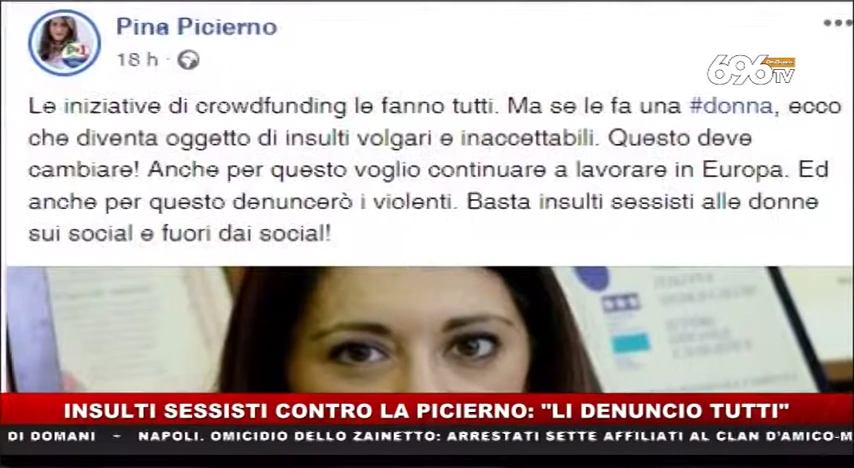 Pina Picierno
18 h ·
696 TV
Le iniziative di crowdfunding le fanno tutti. Ma se le fa una #donna, ecco
che diventa oggetto di insulti volgari e inaccettabili. Questo deve
cambiare! Anche per questo voglio continuare a lavorare in Europa. Ed
anche per questo denuncerò i violenti. Basta insulti sessisti alle donne
sui social e fuori dai social!
INSULTI SESSISTI CONTRO LA PICIERNO: "LI DENUNCIO TUTTI"
DI DOMANI ~ NAPOLI. OMICIDIO DELLO ZAINETTO: ARRESTATI SETTE AFFILIATI AL CLAN D'AMICO-M